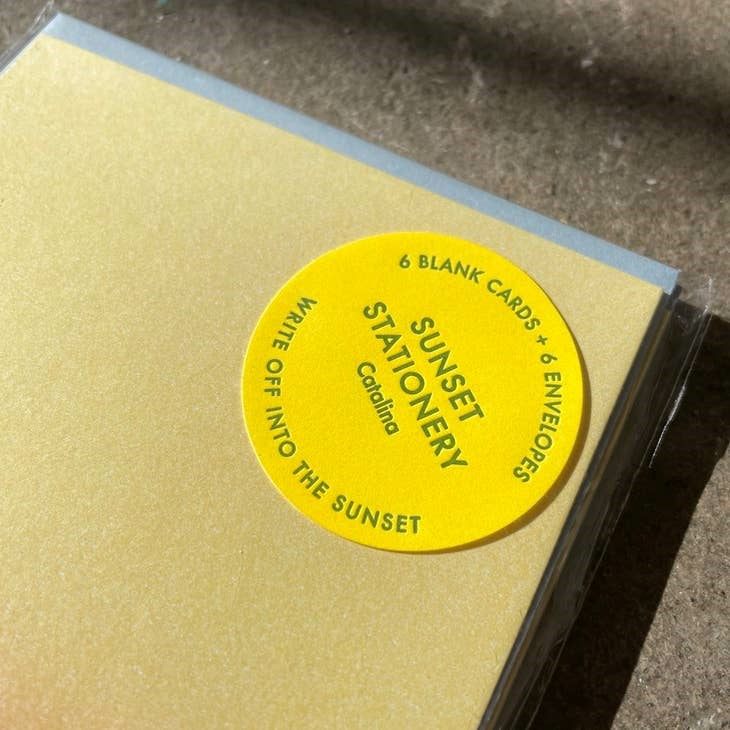 6 BLANK CARDS + 6 ENVELOPES
SUNSET
STATIONERY
Catalina
WRITE OFF INTO THE SUNSET